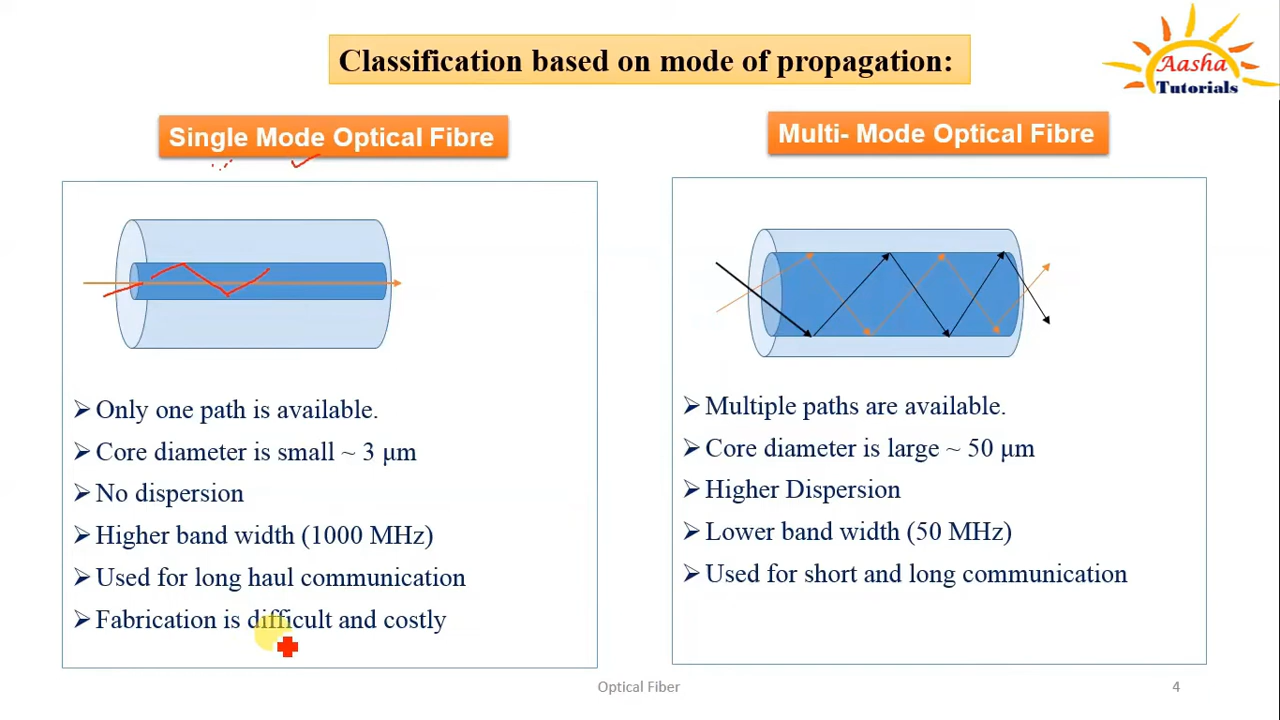 Classification based on mode of propagation:
Aasha
Tutorials
Single Mode Optical Fibre
➢Only one path is available.
➢Core diameter is small ~ 3 µm
➢No dispersion
➢Higher band width (1000 MHz)
➢Used for long haul communication
➢Fabrication is difficult and costly
Multi- Mode Optical Fibre
➢Multiple paths are available.
➢Core diameter is large ~ 50 µm
➢Higher Dispersion
➢Lower band width (50 MHz)
➢Used for short and long communication
Optical Fiber
4